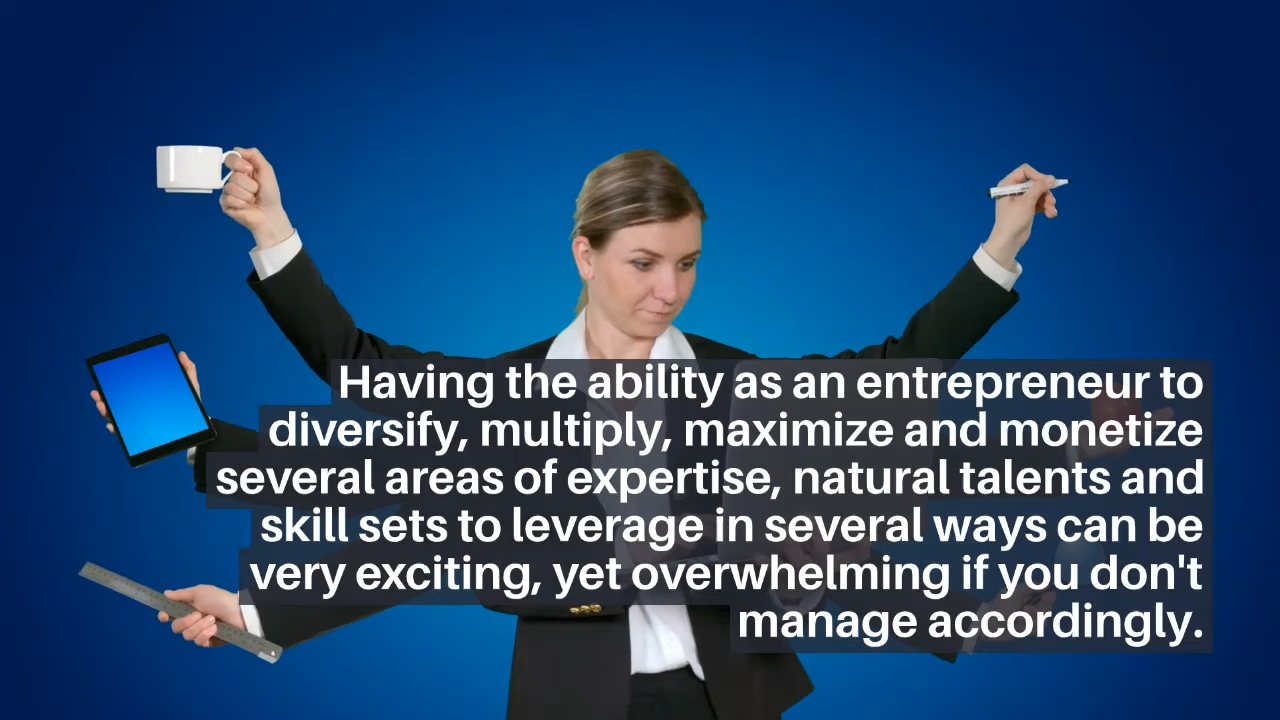 Having the ability as an entrepreneur to
diversify, multiply, maximize and monetize
several areas of expertise, natural talents and
skill sets to leverage in several ways can be
very exciting, yet overwhelming if you don't
manage accordingly.